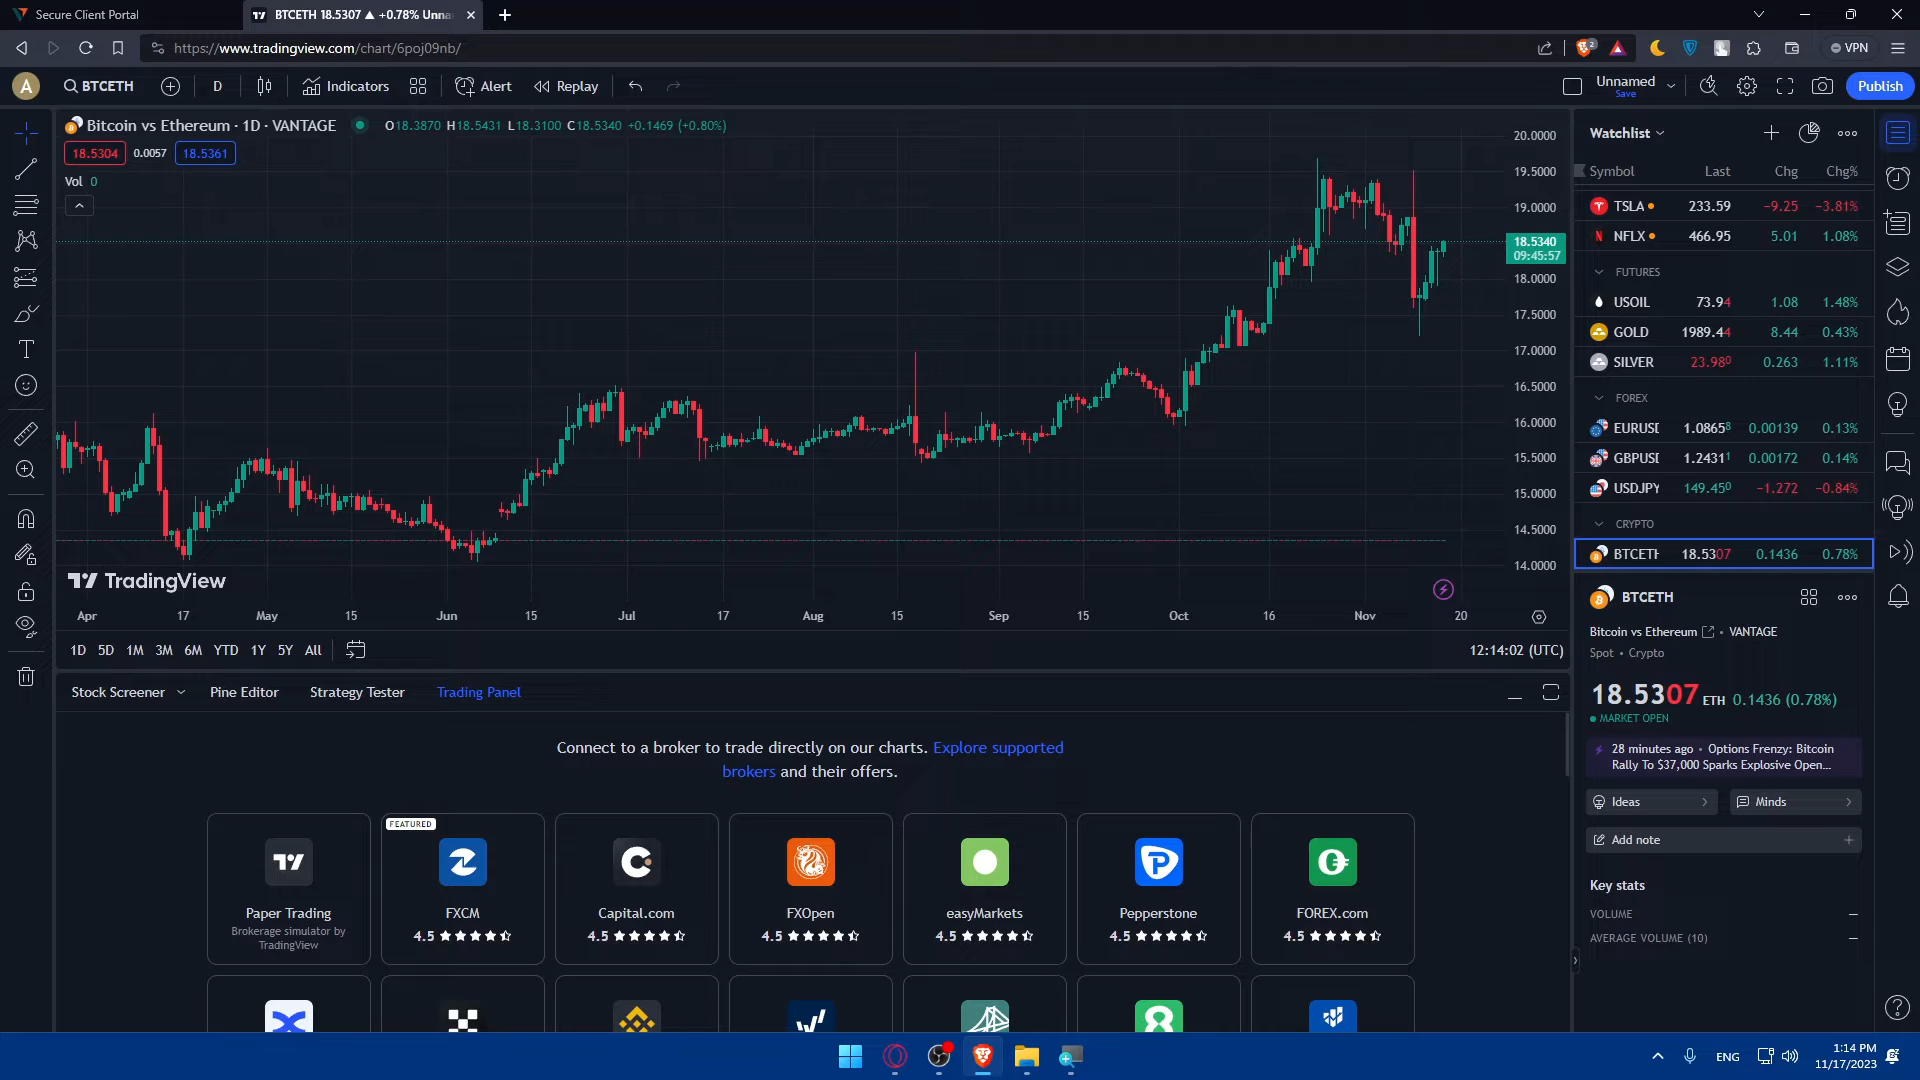 Secure Client Portal
BTCETH 18.5307 ▲ +0.78% Unna
https://www.tradingview.com/chart/6poj09nb/
2
VPN
A
BTCETH
D
Indicators
Alert
Replay
Unnamed
Save
Publish
Bitcoin vs Ethereum · 1D · VANTAGE
O18.3870 H18.5431 L18.3100 C18.5340 +0.1469 (+0.80%)
18.5304
0.0057
18.5361
Vol 0
20.0000
19.5000
19.0000
18.5340
09:45:57
18.0000
17.5000
17.0000
16.5000
16.0000
15.5000
15.0000
14.5000
14.0000
TradingView
Apr
17
May
15
Jun
15
Jul
17
Aug
15
Sep
15
Oct
16
Nov
20
1D 5D 1M 3M 6M YTD 1Y 5Y All
12:14:02 (UTC)
Stock Screener
Pine Editor
Strategy Tester
Trading Panel
Connect to a broker to trade directly on our charts. Explore supported
brokers and their offers.
Paper Trading
Brokerage simulator by
TradingView
FEATURED
FXCM
4.5
Capital.com
4.5
FXOpen
4.5
easyMarkets
4.5
Pepperstone
4.5
FOREX.com
4.5
Watchlist
Symbol Last Chg Chg%
TSLA 233.59 −9.25 −3.81%
NFLX 466.95 5.01 1.08%
FUTURES
USOIL 73.94 1.08 1.48%
GOLD 1989.44 8.44 0.43%
SILVER 23.980 0.263 1.11%
FOREX
EURUSD 1.08658 0.00139 0.13%
GBPUSD 1.24311 0.00172 0.14%
USDJPY 149.450 −1.272 −0.84%
CRYPTO
BTCETH 18.5307 0.1436 0.78%
BTCETH
Bitcoin vs Ethereum • VANTAGE
Spot • Crypto
18.5307 ETH 0.1436 (0.78%)
MARKET OPEN
28 minutes ago • Options Frenzy: Bitcoin
Rally To $37,000 Sparks Explosive Open...
Ideas
Minds
Add note
Key stats
VOLUME —
AVERAGE VOLUME (10) —
ENG
1:14 PM
11/17/2023